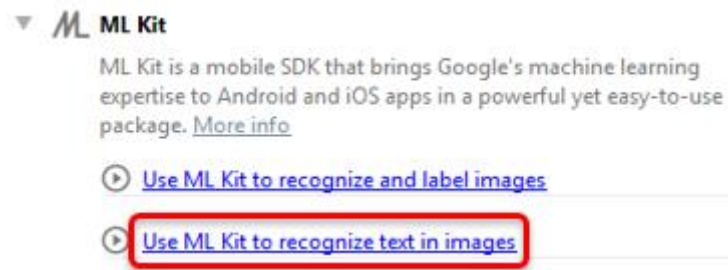 ML Kit
ML Kit is a mobile SDK that brings Google's machine learning
expertise to Android and iOS apps in a powerful yet easy-to-use
package. More info
Use ML Kit to recognize and label images
Use ML Kit to recognize text in images